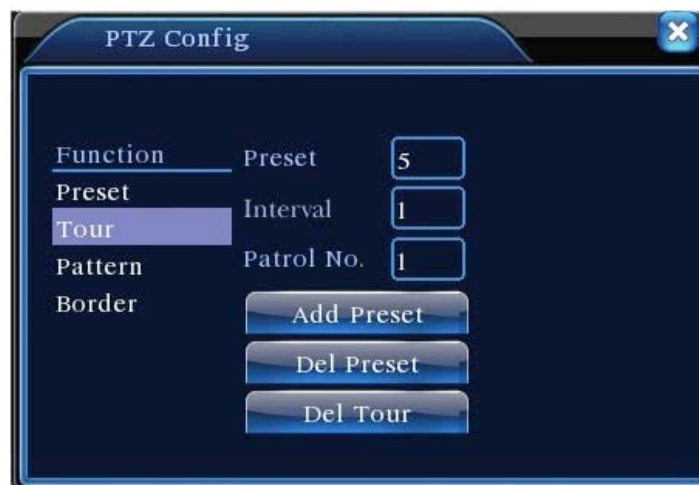 PTZ Config
Function
Preset
Tour
Pattern
Border
Preset 5
Interval 1
Patrol No. 1
Add Preset
Del Preset
Del Tour